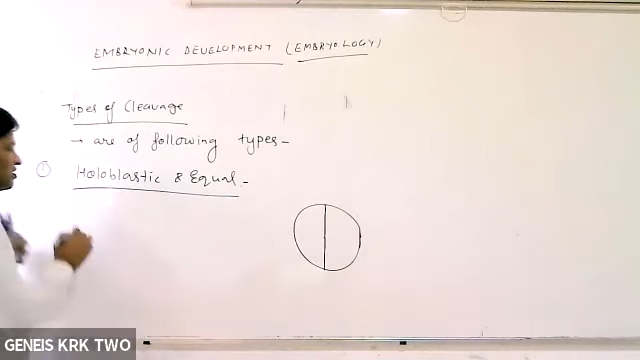 EMBRYONIC DEVELOPMENT (EMBRYOLOGY)
Types of Cleavage
→ are of following types-
① Holoblastic & Equal-
GENEIS KRK TWO